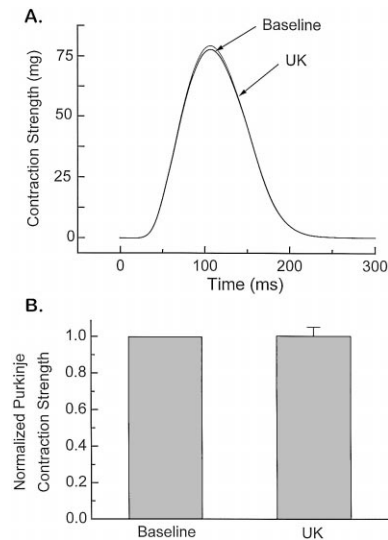 A.
Baseline
UK
Contraction Strength (mg)
75
50
25
0
0
100
200
300
Time (ms)
B.
Normalized Purkinje
Contraction Strength
1.0
0.8
0.6
0.4
0.2
0.0
Baseline
UK